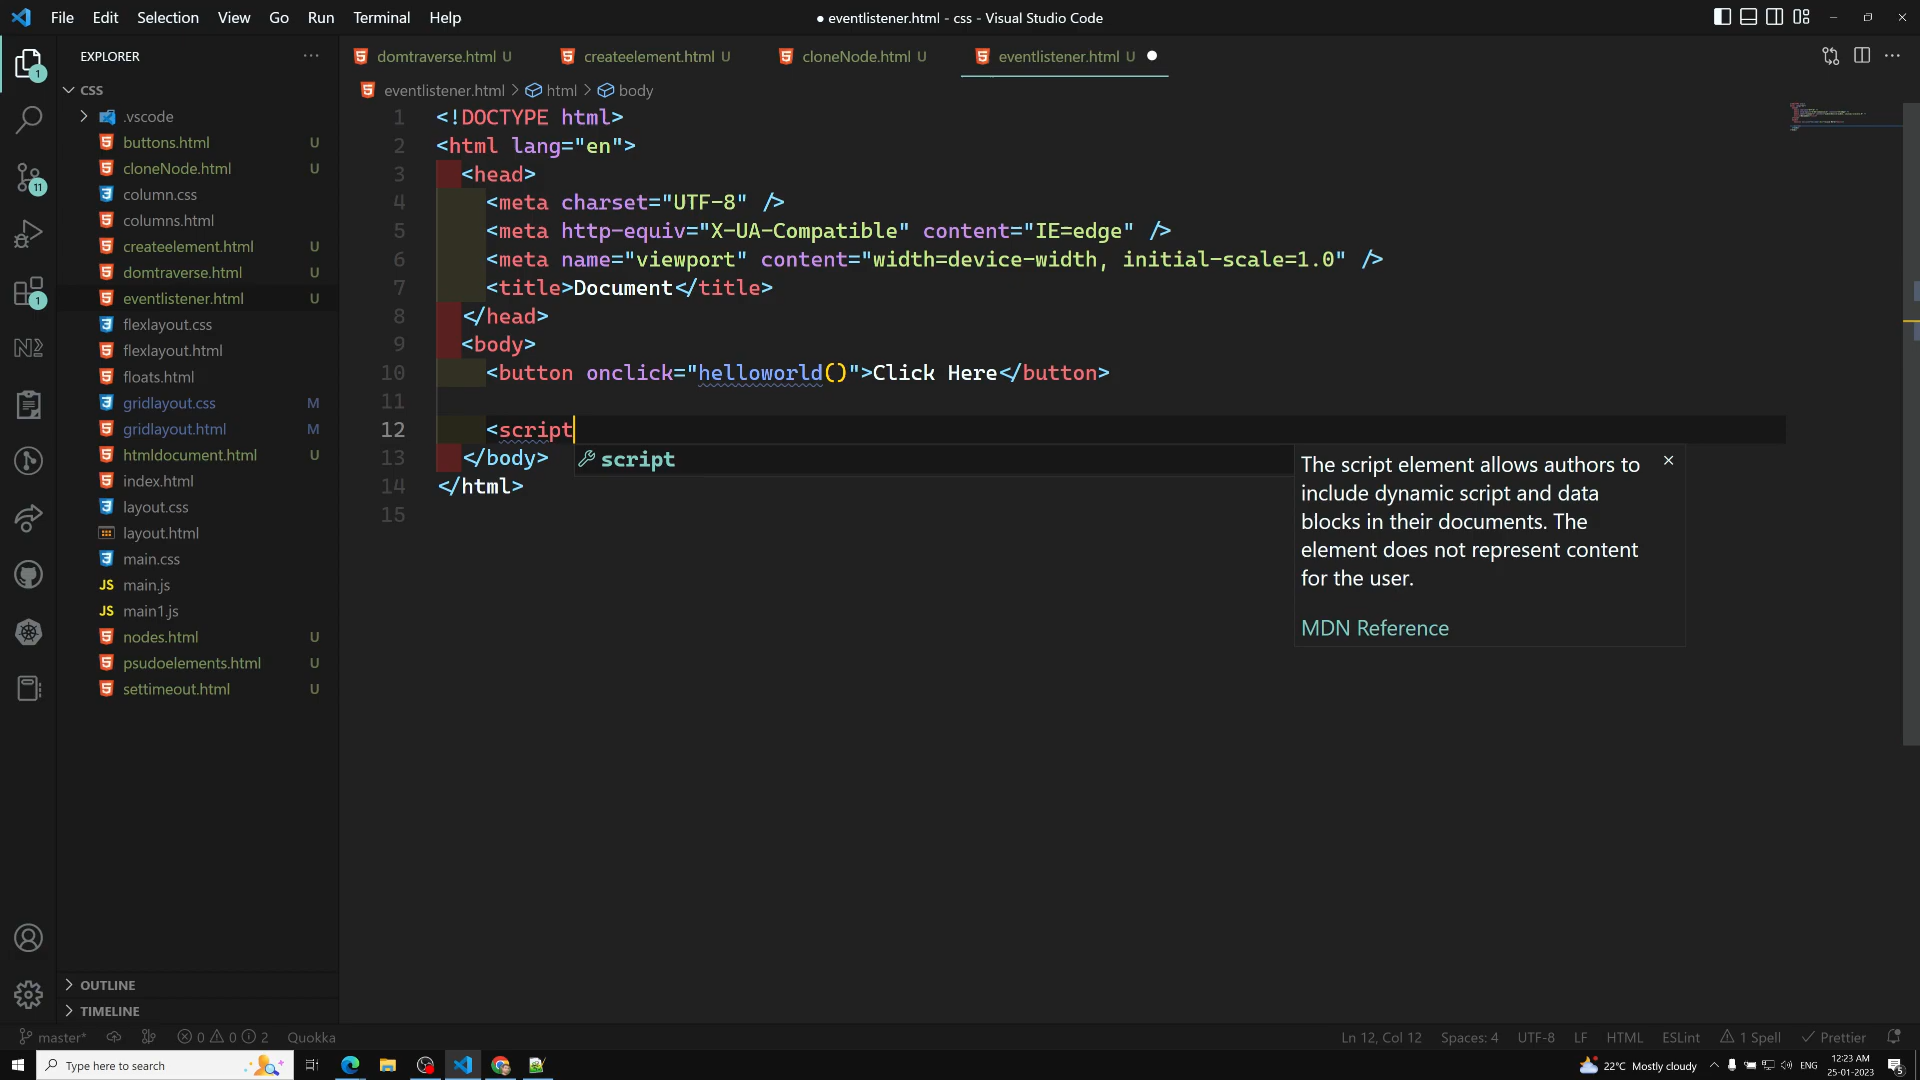 File Edit Selection View Go Run Terminal Help
● eventlistener.html - css - Visual Studio Code
EXPLORER
CSS
.vscode
buttons.html U
cloneNode.html U
column.css
columns.html
createelement.html U
domtraverse.html U
eventlistener.html U
flexlayout.css
flexlayout.html
floats.html
gridlayout.css M
gridlayout.html M
htmldocument.html U
index.html
layout.css
layout.html
main.css
JS main.js
JS main1.js
nodes.html U
psudoelements.html U
settimeout.html U
OUTLINE
TIMELINE
1
11
1
domtraverse.html U createelement.html U cloneNode.html U eventlistener.html U
eventlistener.html > html > body
1 <!DOCTYPE html>
2 <html lang="en">
3 <head>
4 <meta charset="UTF-8" />
5 <meta http-equiv="X-UA-Compatible" content="IE=edge" />
6 <meta name="viewport" content="width=device-width, initial-scale=1.0" />
7 <title>Document</title>
8 </head>
9 <body>
10 <button onclick="helloworld()">Click Here</button>
11
12 <script
13 </body>
14 </html>
15
script
The script element allows authors to
include dynamic script and data
blocks in their documents. The
element does not represent content
for the user.
MDN Reference
master* 0 0 2 Quokka
Ln 12, Col 12 Spaces: 4 UTF-8 LF HTML ESLint 1 Spell Prettier
Type here to search
22°C Mostly cloudy ENG
12:23 AM
25-01-2023
5